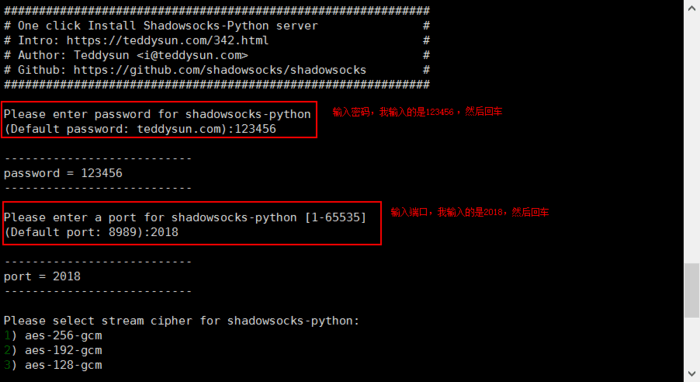 ###############################################################
# One click Install Shadowsocks-Python server #
# Intro: https://teddysun.com/342.html #
# Author: Teddysun <i@teddysun.com> #
# Github: https://github.com/shadowsocks/shadowsocks #
###############################################################
Please enter password for shadowsocks-python
输入密码，我输入的是123456，然后回车
(Default password: teddysun.com):123456
---------------------------
password = 123456
---------------------------
Please enter a port for shadowsocks-python [1-65535]
输入端口，我输入的是2018，然后回车
(Default port: 8989):2018
---------------------------
port = 2018
---------------------------
Please select stream cipher for shadowsocks-python:
1) aes-256-gcm
2) aes-192-gcm
3) aes-128-gcm